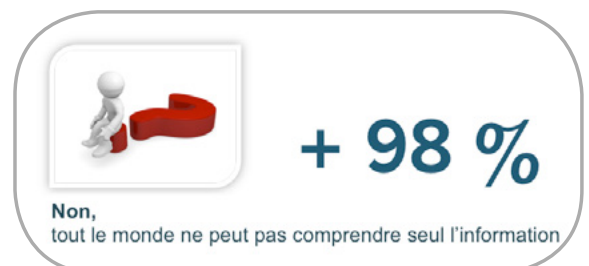 + 98 %
Non,
tout le monde ne peut pas comprendre seul l'information